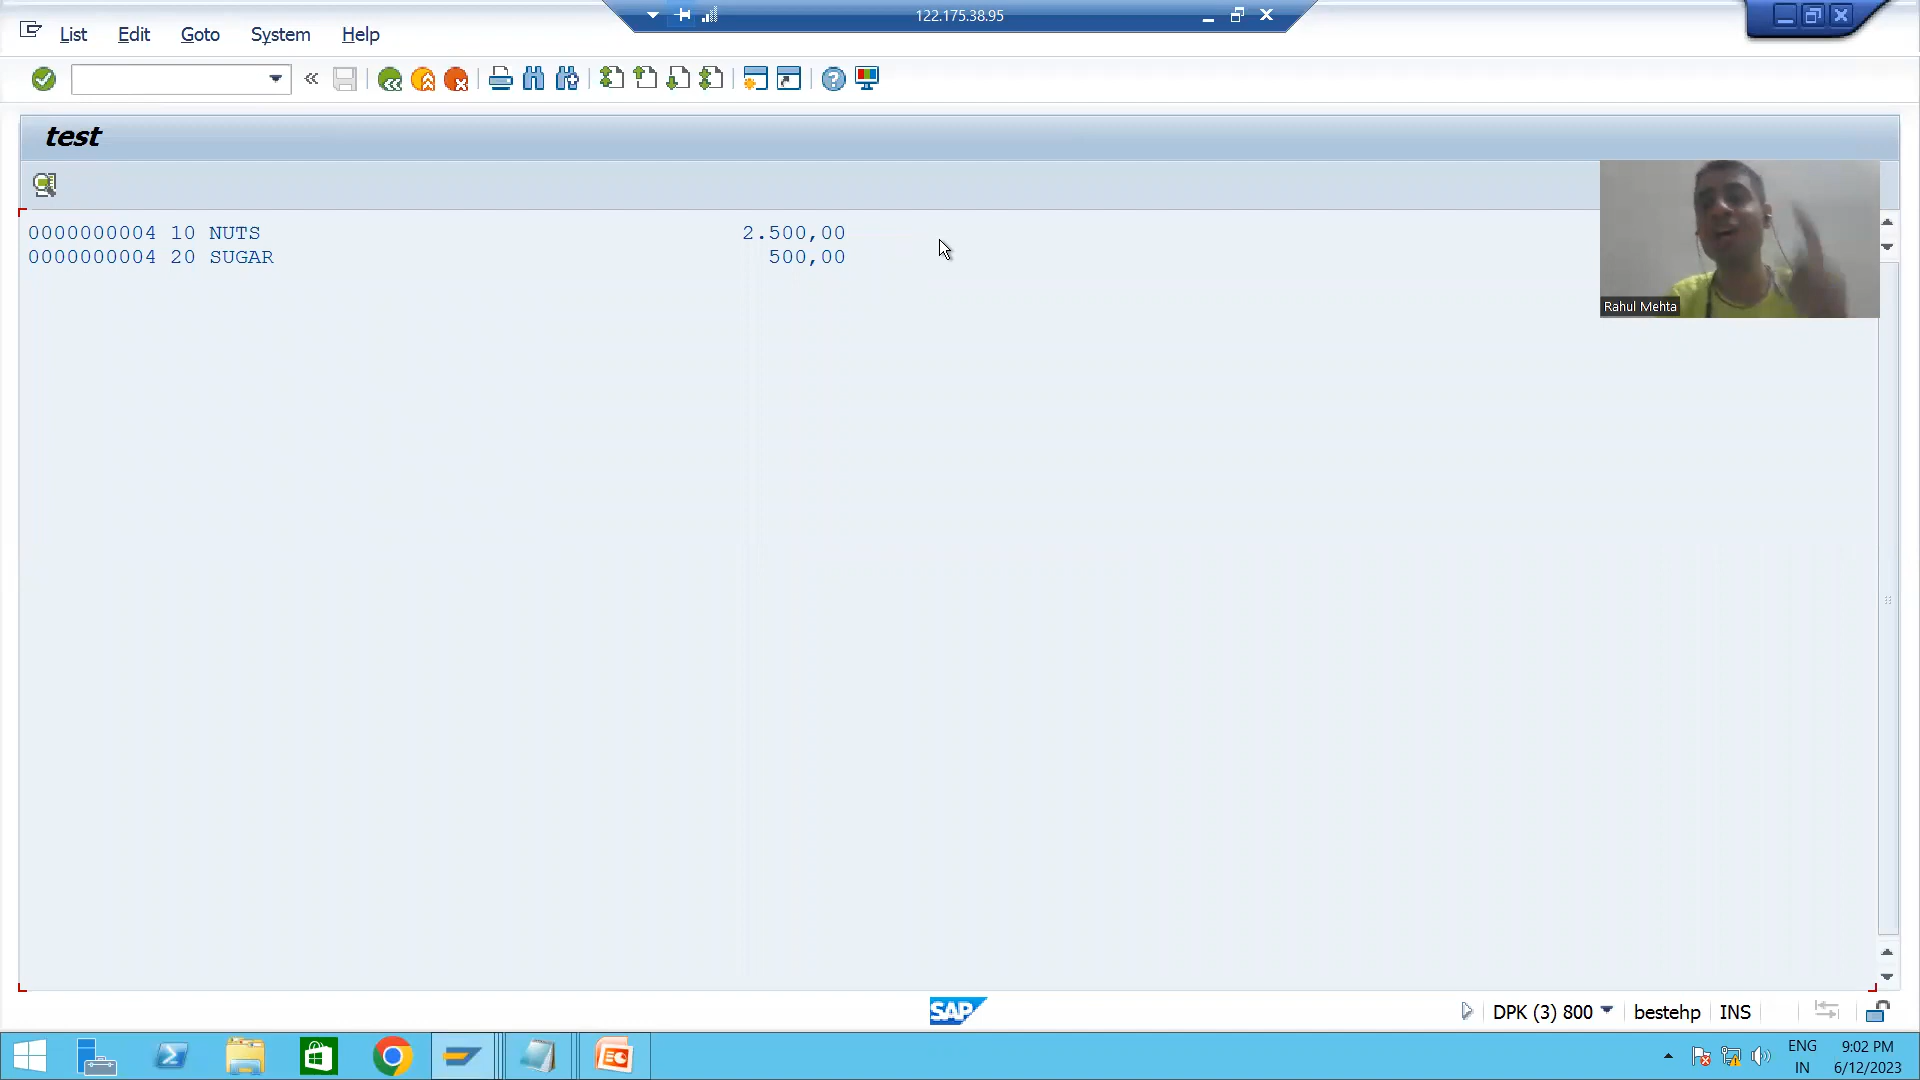 122.175.38.95
List Edit Goto System Help
test
0000000004 10 NUTS 2.500,00
0000000004 20 SUGAR 500,00
Rahul Mehta
SAP
DPK (3) 800 bestehp INS
ENG 9:02 PM
IN 6/12/2023